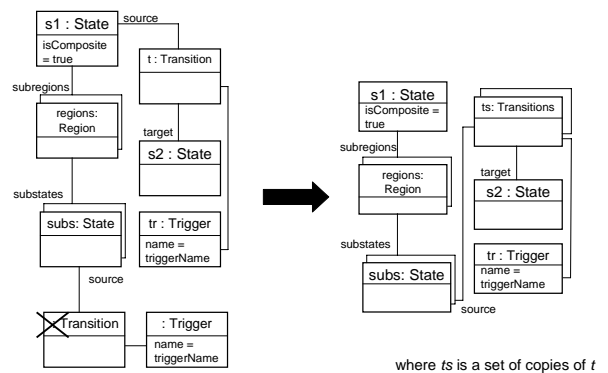 s1 : State
source
isComposite
= true
t : Transition
subregions
regions:
Region
target
s2 : State
substates
subs: State
tr : Trigger
name =
triggerName
source
: Transition
: Trigger
name =
triggerName
s1 : State
isComposite =
true
ts: Transitions
subregions
regions:
Region
target
s2 : State
substates
subs: State
tr : Trigger
name =
triggerName
source
where ts is a set of copies of t